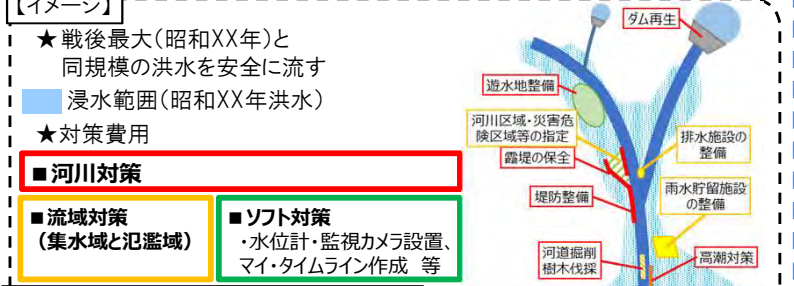 【イメージ】
★戦後最大(昭和XX年)と
同規模の洪水を安全に流す
浸水範囲(昭和XX年洪水)
★対策費用
■河川対策
■流域対策
(集水域と氾濫域)
■ソフト対策
・水位計・監視カメラ設置、
マイ・タイムライン作成 等
ダム再生
遊水地整備
河川区域・災害危
険区域等の指定
霞堤の保全
排水施設の
整備
堤防整備
雨水貯留施設
の整備
河道掘削
樹木伐採
高潮対策